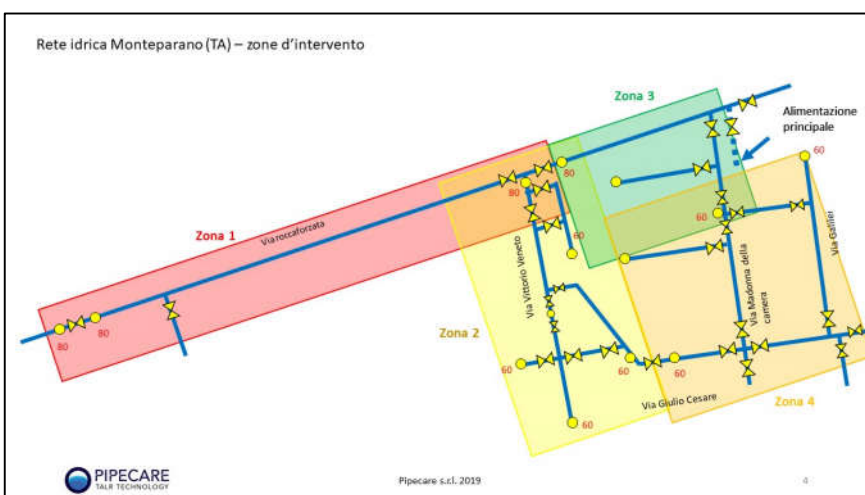 Rete idrica Monteparano (TA) – zone d'intervento
Zona 3
Alimentazione
principale
60
80
80
60
60
Zona 1
Via roccaforzata
Via Vittorio Veneto
Via Madonna della
camera
Via Galilei
80
80
Zona 2
60
60
60
60
Via Giulio Cesare
Zona 4
PIPECARE
TALR TECHNOLOGY
Pipecare s.r.l. 2019
4